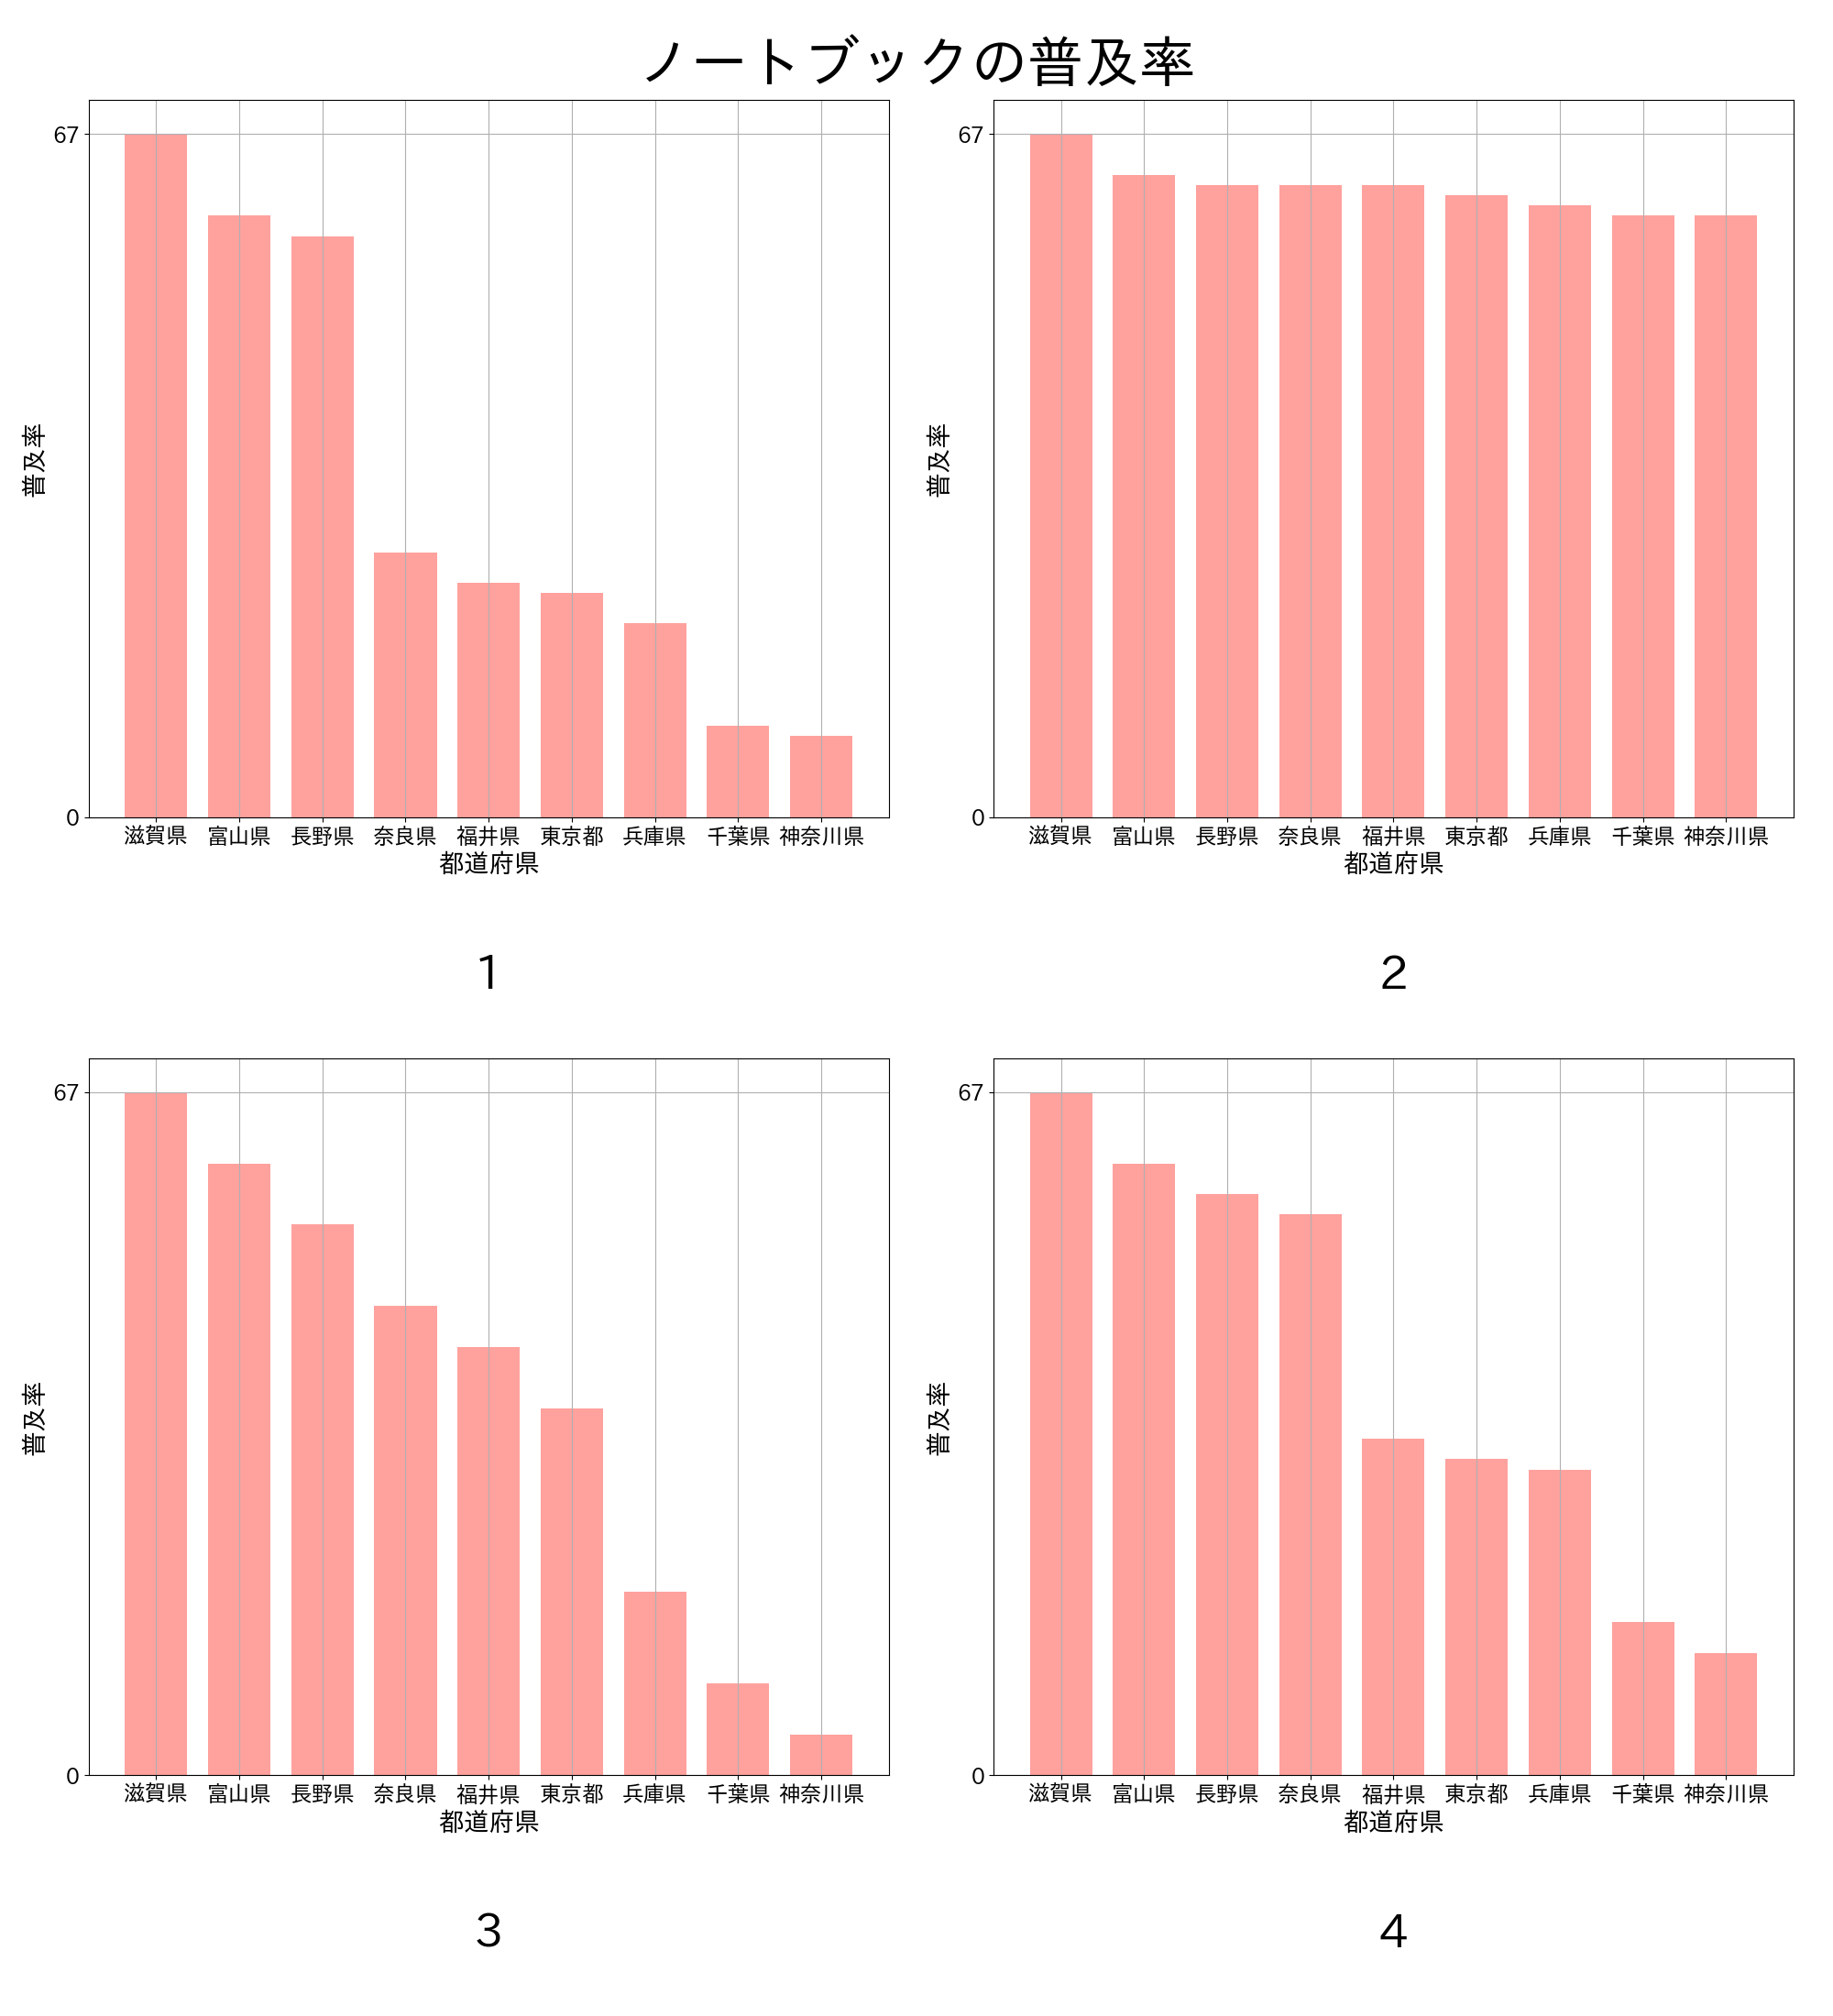 ノートブックの普及率
67
0
普及率
滋賀県 富山県 長野県 奈良県 福井県 東京都 兵庫県 千葉県 神奈川県
都道府県
1
67
0
普及率
滋賀県 富山県 長野県 奈良県 福井県 東京都 兵庫県 千葉県 神奈川県
都道府県
2
67
0
普及率
滋賀県 富山県 長野県 奈良県 福井県 東京都 兵庫県 千葉県 神奈川県
都道府県
3
67
0
普及率
滋賀県 富山県 長野県 奈良県 福井県 東京都 兵庫県 千葉県 神奈川県
都道府県
4